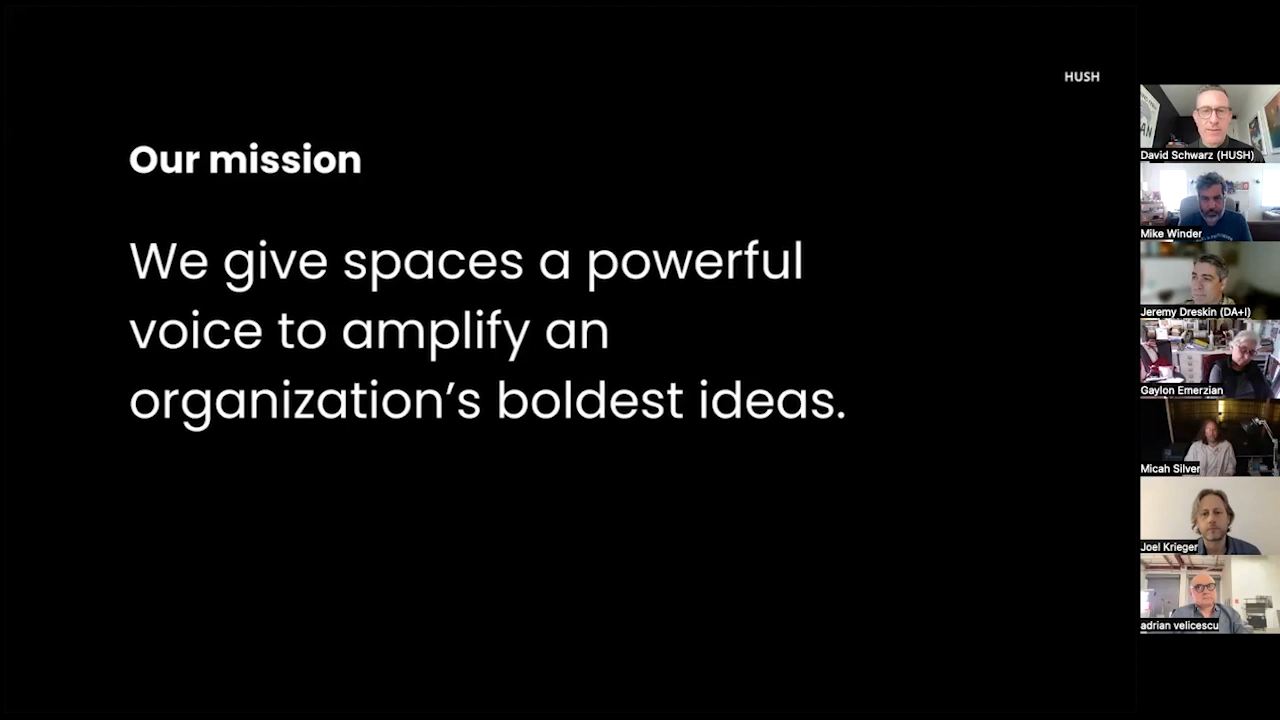 HUSH
Our mission
We give spaces a powerful
voice to amplify an
organization’s boldest ideas.
David Schwarz (HUSH)
Mike Winder
Jeremy Dreskin (DA+I)
Gaylon Emerzian
Micah Silver
Joel Krieger
adrian velicescu